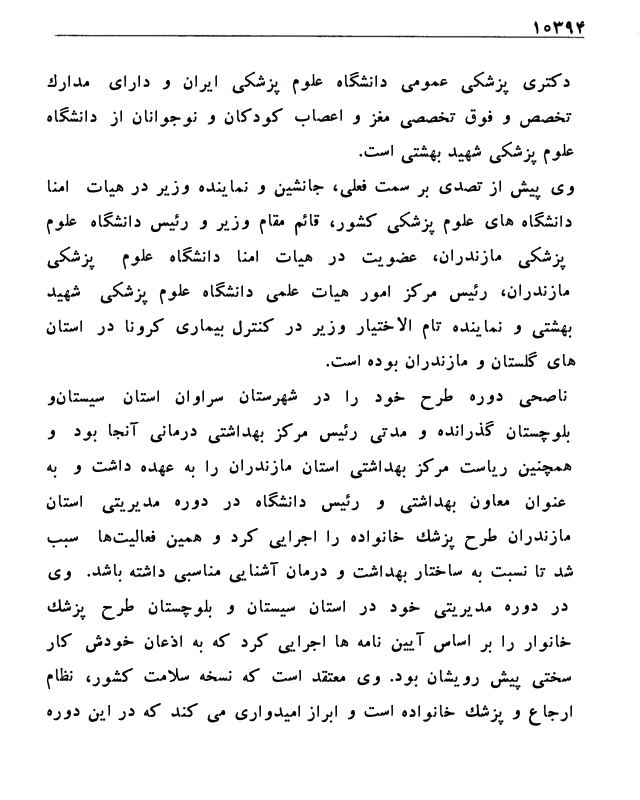 ۱۰۳۹۴
دکتری پزشکی عمومی دانشگاه علوم پزشکی ایران و دارای مدارك
تخصص و فوق تخصصی مغز و اعصاب کودکان و نوجوانان از دانشگاه
علوم پزشکی شهید بهشتی است.
وی پیش از تصدی بر سمت فعلی، جانشین و نماینده وزیر در هیات امنا
دانشگاه های علوم پزشکی کشور، قائم مقام وزیر و رئیس دانشگاه علوم
پزشکی مازندران، عضویت در هیات امنا دانشگاه علوم پزشکی
مازندران، رئیس مرکز امور هیات علمی دانشگاه علوم پزشکی شهید
بهشتی و نماینده تام الاختیار وزیر در کنترل بیماری کرونا در استان
های گلستان و مازندران بوده است.
ناصحی دوره طرح خود را در شهرستان سراوان استان سیستان‌و
بلوچستان گذرانده و مدتی رئیس مرکز بهداشتی درمانی آنجا بود و
همچنین ریاست مرکز بهداشتی استان مازندران را به عهده داشت و به
عنوان معاون بهداشتی و رئیس دانشگاه در دوره مدیریتی استان
مازندران طرح پزشك خانواده را اجرایی کرد و همین فعالیت‌ها سبب
شد تا نسبت به ساختار بهداشت و درمان آشنایی مناسبی داشته باشد. وی
در دوره مدیریتی خود در استان سیستان و بلوچستان طرح پزشك
خانوار را بر اساس آیین نامه ها اجرایی کرد که به اذعان خودش کار
سختی پیش رویشان بود. وی معتقد است که نسخه سلامت کشور، نظام
ارجاع و پزشك خانواده است و ابراز امیدواری می کند که در این دوره